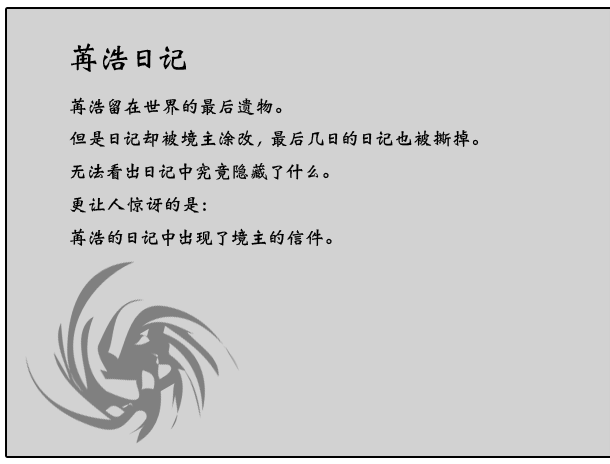 苒浩日记
苒浩留在世界的最后遗物。
但是日记却被境主涂改，最后几日的日记也被撕掉。
无法看出日记中究竟隐藏了什么。
更让人惊讶的是：
苒浩的日记中出现了境主的信件。